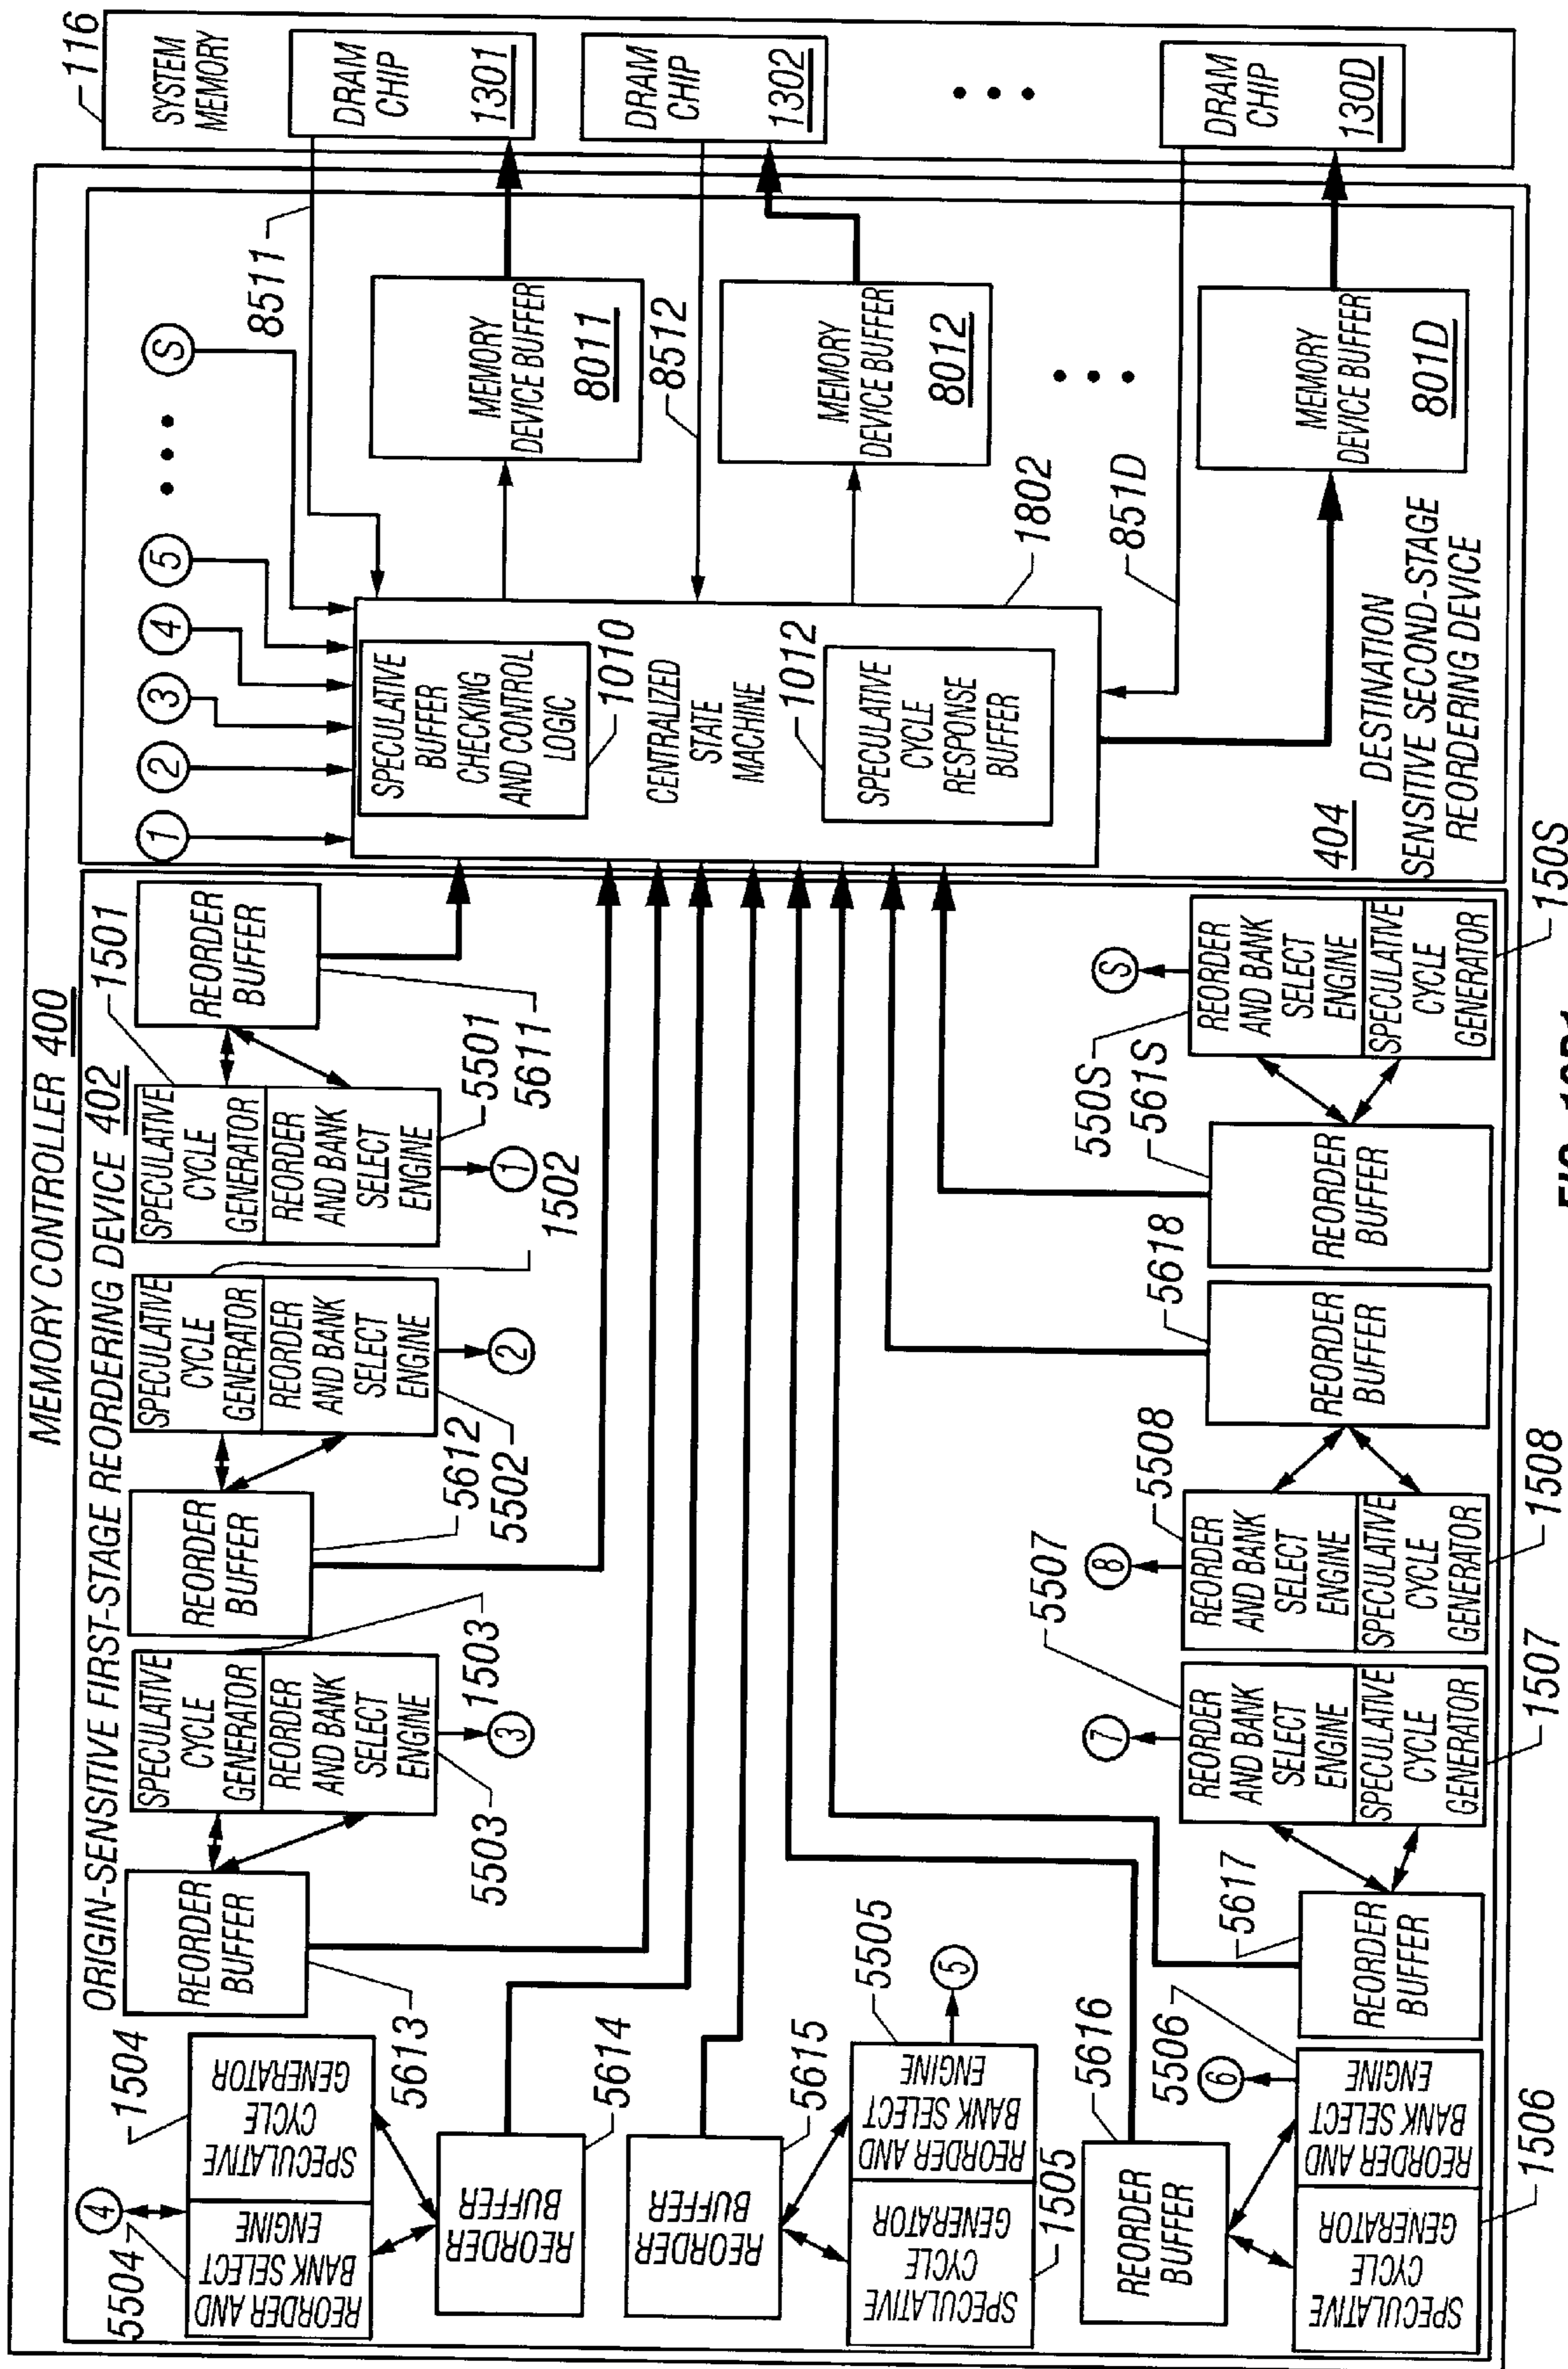 MEMORY CONTROLLER 400
ORIGIN-SENSITIVE FIRST-STAGE REORDERING DEVICE 402
4
5504
REORDER AND
BANK SELECT
ENGINE
SPECULATIVE
CYCLE
GENERATOR
1504
REORDER
BUFFER
5613
SPECULATIVE
CYCLE
GENERATOR
REORDER
AND BANK
SELECT
ENGINE
5503
1503
3
REORDER
BUFFER
5612
SPECULATIVE
CYCLE
GENERATOR
REORDER
AND BANK
SELECT
ENGINE
5502
1502
2
SPECULATIVE
CYCLE
GENERATOR
REORDER
AND BANK
SELECT
ENGINE
1501
5501
1
REORDER
BUFFER
5611
REORDER
BUFFER
5614
REORDER
BUFFER
5615
SPECULATIVE
CYCLE
GENERATOR
1505
REORDER AND
BANK SELECT
ENGINE
5505
5
REORDER
BUFFER
5616
SPECULATIVE
CYCLE
GENERATOR
1506
REORDER AND
BANK SELECT
ENGINE
5506
6
REORDER
BUFFER
5617
7
5507
REORDER
AND BANK
SELECT
ENGINE
SPECULATIVE
CYCLE
GENERATOR
1507
8
5508
REORDER
AND BANK
SELECT
ENGINE
SPECULATIVE
CYCLE
GENERATOR
1508
REORDER
BUFFER
5618
REORDER
BUFFER
561S
550S
S
REORDER
AND BANK
SELECT
ENGINE
SPECULATIVE
CYCLE
GENERATOR
150S
1
2
3
4
5
S
SPECULATIVE
BUFFER
CHECKING
AND CONTROL
LOGIC
1010
CENTRALIZED
STATE
MACHINE
1012
SPECULATIVE
CYCLE
RESPONSE
BUFFER
1802
8511
MEMORY
DEVICE BUFFER
8011
8512
MEMORY
DEVICE BUFFER
8012
851D
MEMORY
DEVICE BUFFER
801D
404
DESTINATION
SENSITIVE SECOND-STAGE
REORDERING DEVICE
116
SYSTEM
MEMORY
DRAM
CHIP
1301
DRAM
CHIP
1302
DRAM
CHIP
130D